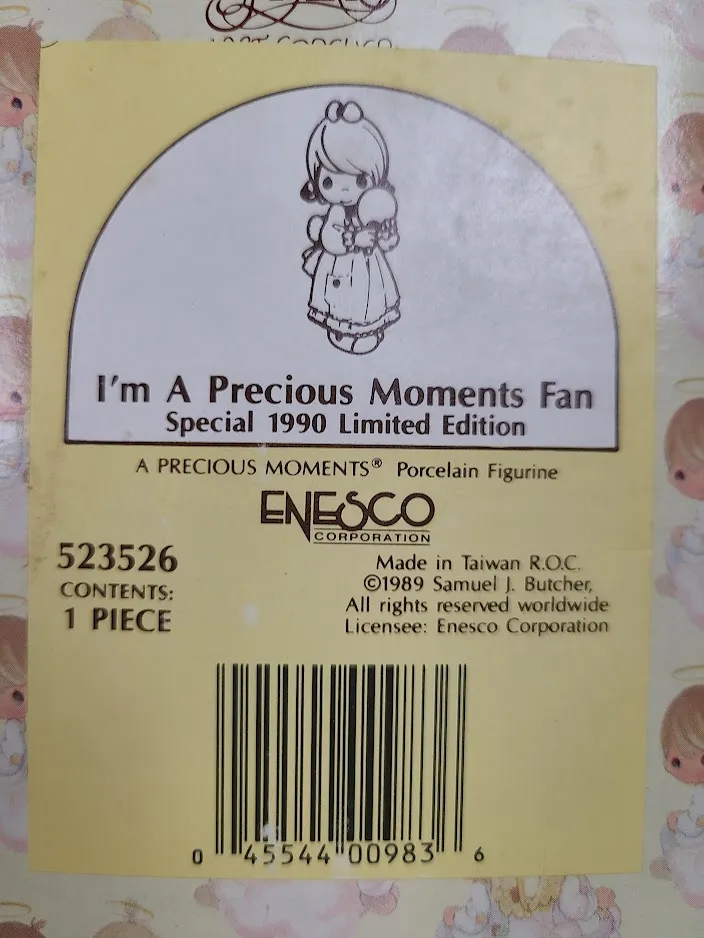 I'm A Precious Moments Fan
Special 1990 Limited Edition
A PRECIOUS MOMENTS® Porcelain Figurine
ENESCO
CORPORATION
523526
CONTENTS:
1 PIECE
Made in Taiwan R.O.C.
©1989 Samuel J. Butcher,
All rights reserved worldwide
Licensee: Enesco Corporation
0 45544 00983 6